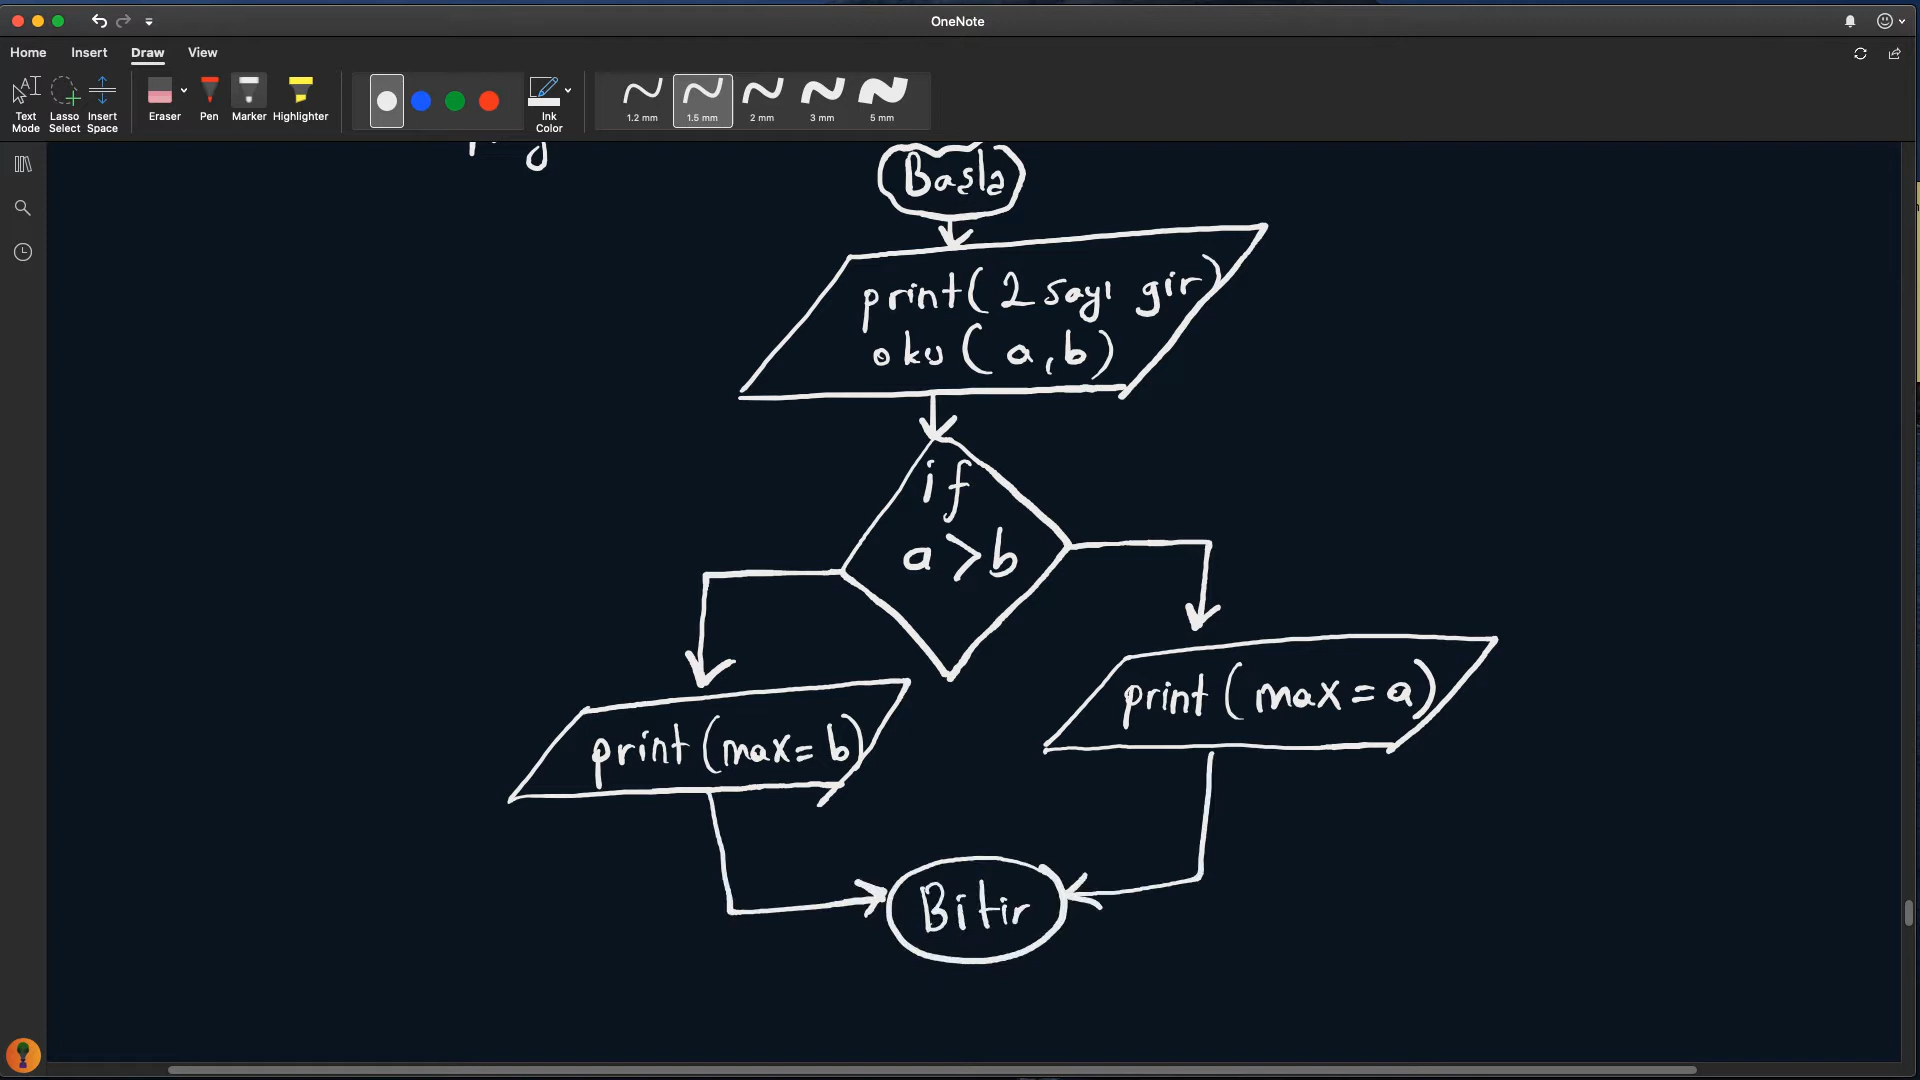 OneNote
Home Insert Draw View
Text Mode
Lasso Select
Insert Space
Eraser
Pen
Marker
Highlighter
Ink Color
1.2 mm
1.5 mm
2 mm
3 mm
5 mm
Basla
print( 2 sayı gir)
oku ( a, b)
if
a > b
print (max = a)
print (max = b)
Bitir